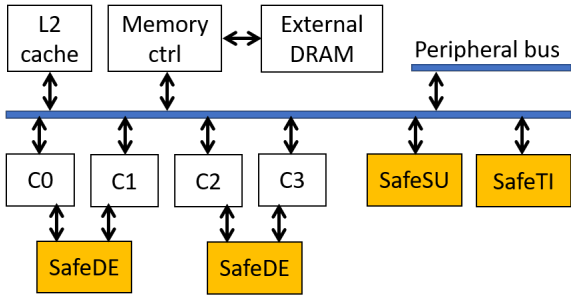 L2
cache
Memory
ctrl
External
DRAM
Peripheral bus
C0
C1
C2
C3
SafeSU
SafeTI
SafeDE
SafeDE